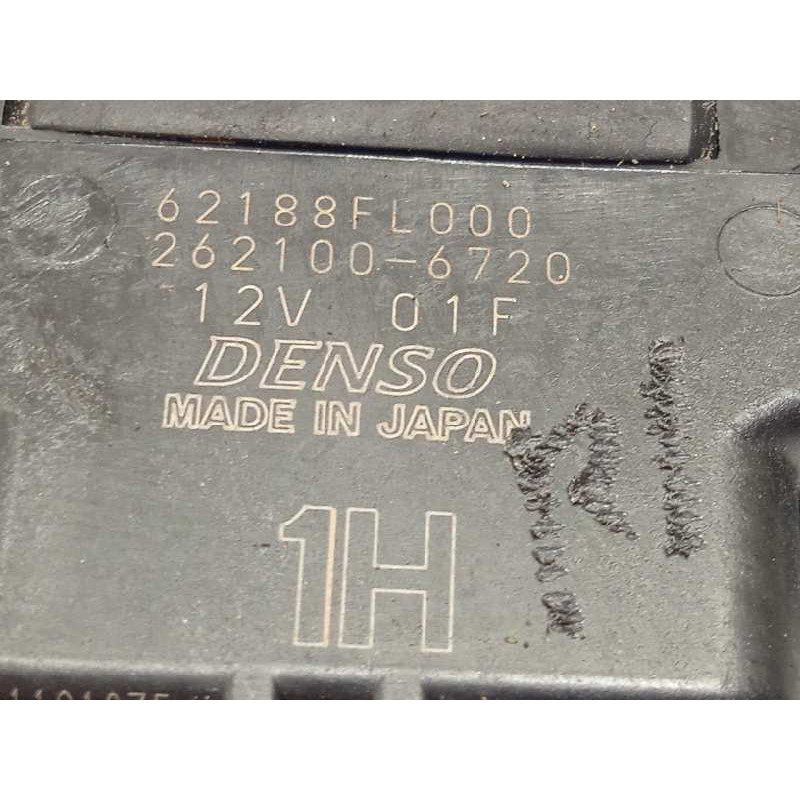 62188FL000
262100-6720
12V 01F
DENSO
MADE IN JAPAN
1H